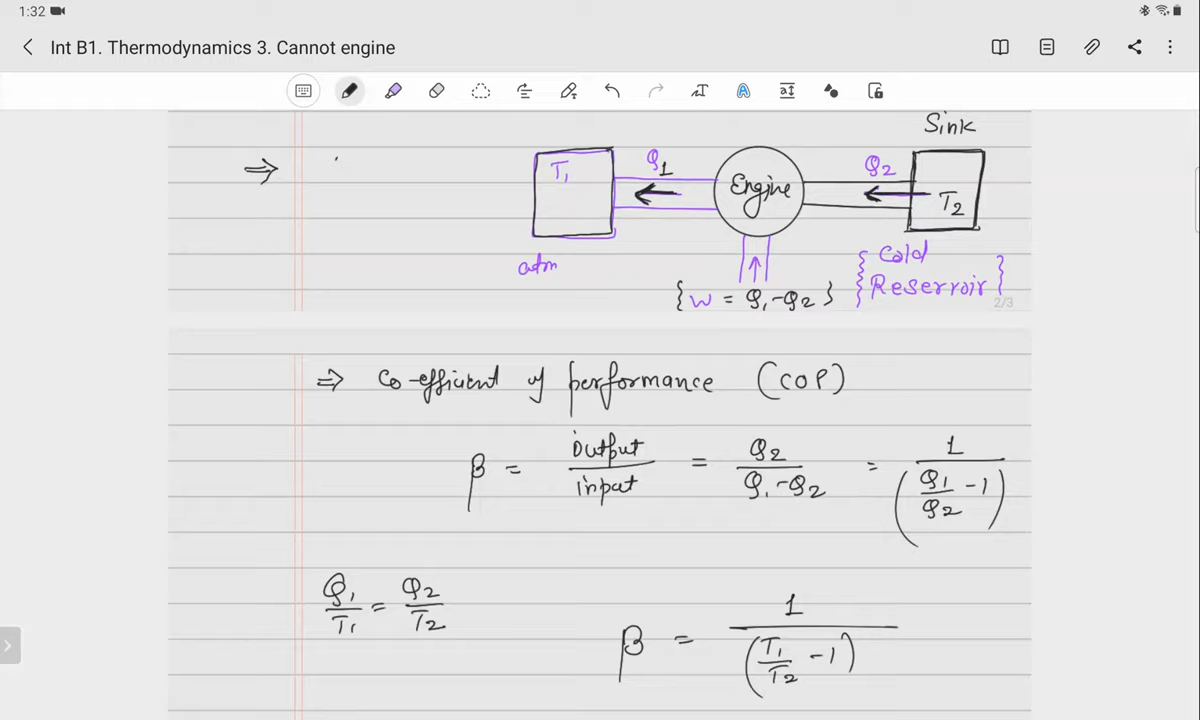 1:32
Int B1. Thermodynamics 3. Cannot engine
Sink
⇒
T1
Q1
Engine
Q2
T2
atm
{ W = Q1-Q2 }
{ Cold
Reservoir }
2/3
⇒ Co-efficient of performance (COP)
β = output/input = Q2/(Q1-Q2) = 1/(Q1/Q2 - 1)
Q1/T1 = Q2/T2
β = 1/(T1/T2 - 1)